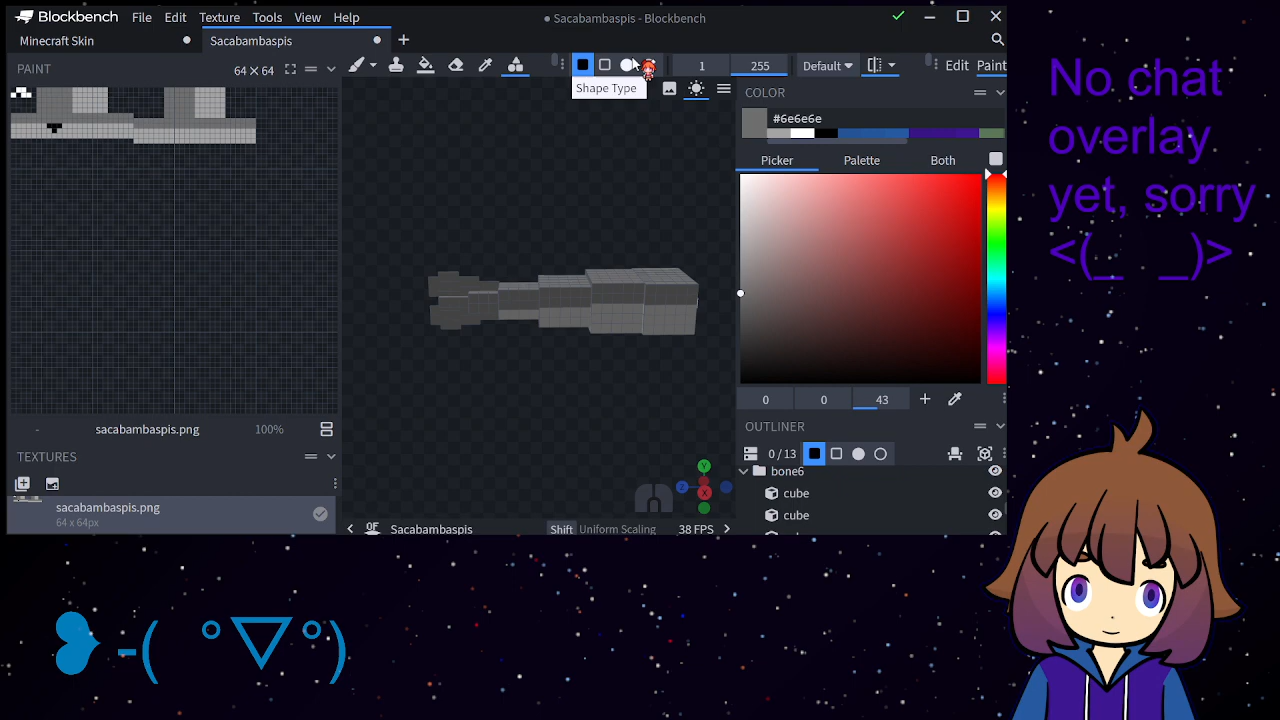 Blockbench File Edit Texture Tools View Help
Sacabambaspis - Blockbench
Minecraft Skin
Sacabambaspis
PAINT
64 × 64
1
255
Default
Edit
Paint
Shape Type
COLOR
#6e6e6e
Picker
Palette
Both
0
0
43
-
sacabambaspis.png
100%
TEXTURES
sacabambaspis.png
64 x 64px
OUTLINER
0 / 13
bone6
cube
cube
Y
Z
X
Sacabambaspis
Shift Uniform Scaling
38 FPS
No chat
overlay
yet, sorry
<(_ _)>
❥-( ゚▽゚)